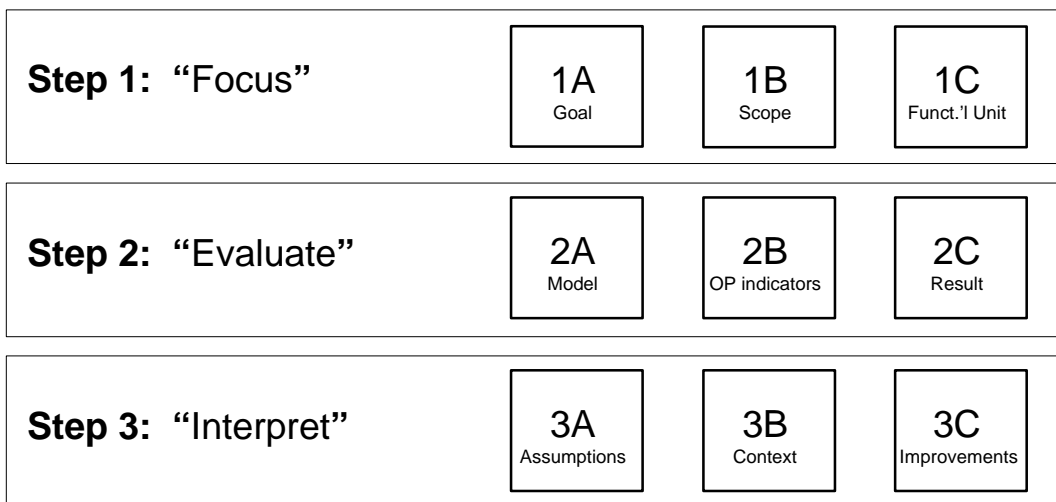 Step 1: “Focus”
1A
Goal
1B
Scope
1C
Funct.'l Unit
Step 2: “Evaluate”
2A
Model
2B
OP indicators
2C
Result
Step 3: “Interpret”
3A
Assumptions
3B
Context
3C
Improvements